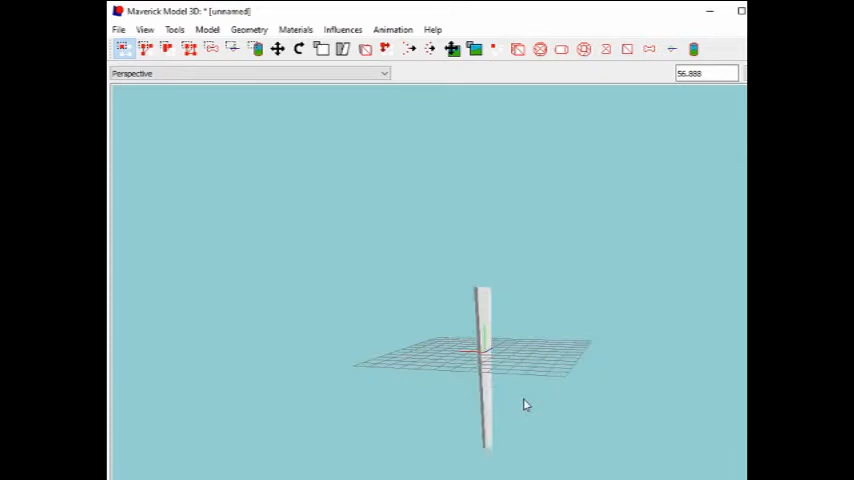 Maverick Model 3D: * [unnamed]
File View Tools Model Geometry Materials Influences Animation Help
Perspective 56.888